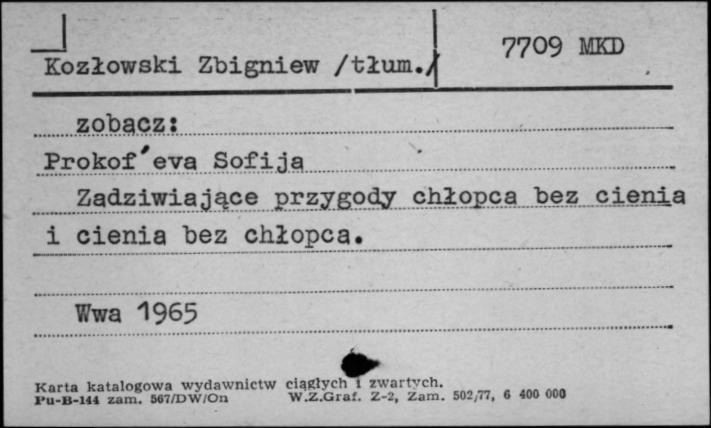 Kozłowski Zbigniew /tłum./ 7709 MKD
zobacz:
Prokof′eva Sofija
Zadziwiające przygody chłopca bez cienia
i cienia bez chłopca.
Wwa 1965
Karta katalogowa wydawnictw ciągłych i zwartych.
Pu-B-144 zam. 567/DW/On W.Z.Graf. Z-2, Zam. 502/77, 6 400 000